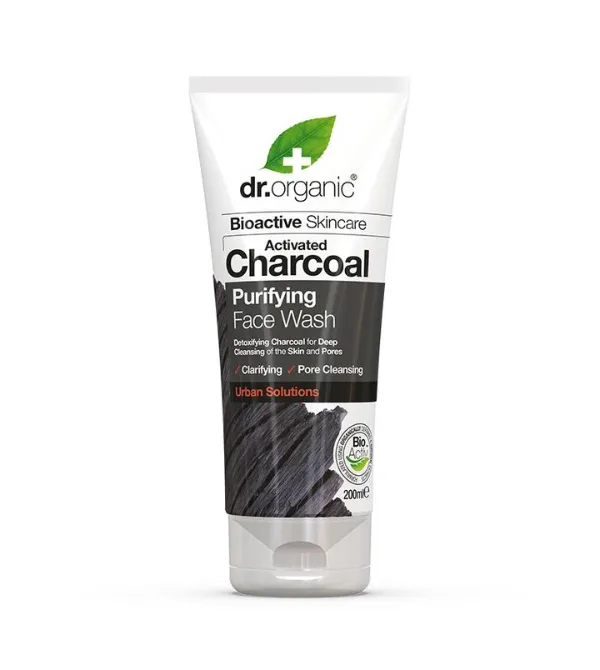 dr.organic®
Bioactive Skincare
Activated
Charcoal
Purifying
Face Wash
Detoxifying Charcoal for Deep
Cleansing of the Skin and Pores
✓ Clarifying ✓ Pore Cleansing
Urban Solutions
Bio
Activ
200ml℮